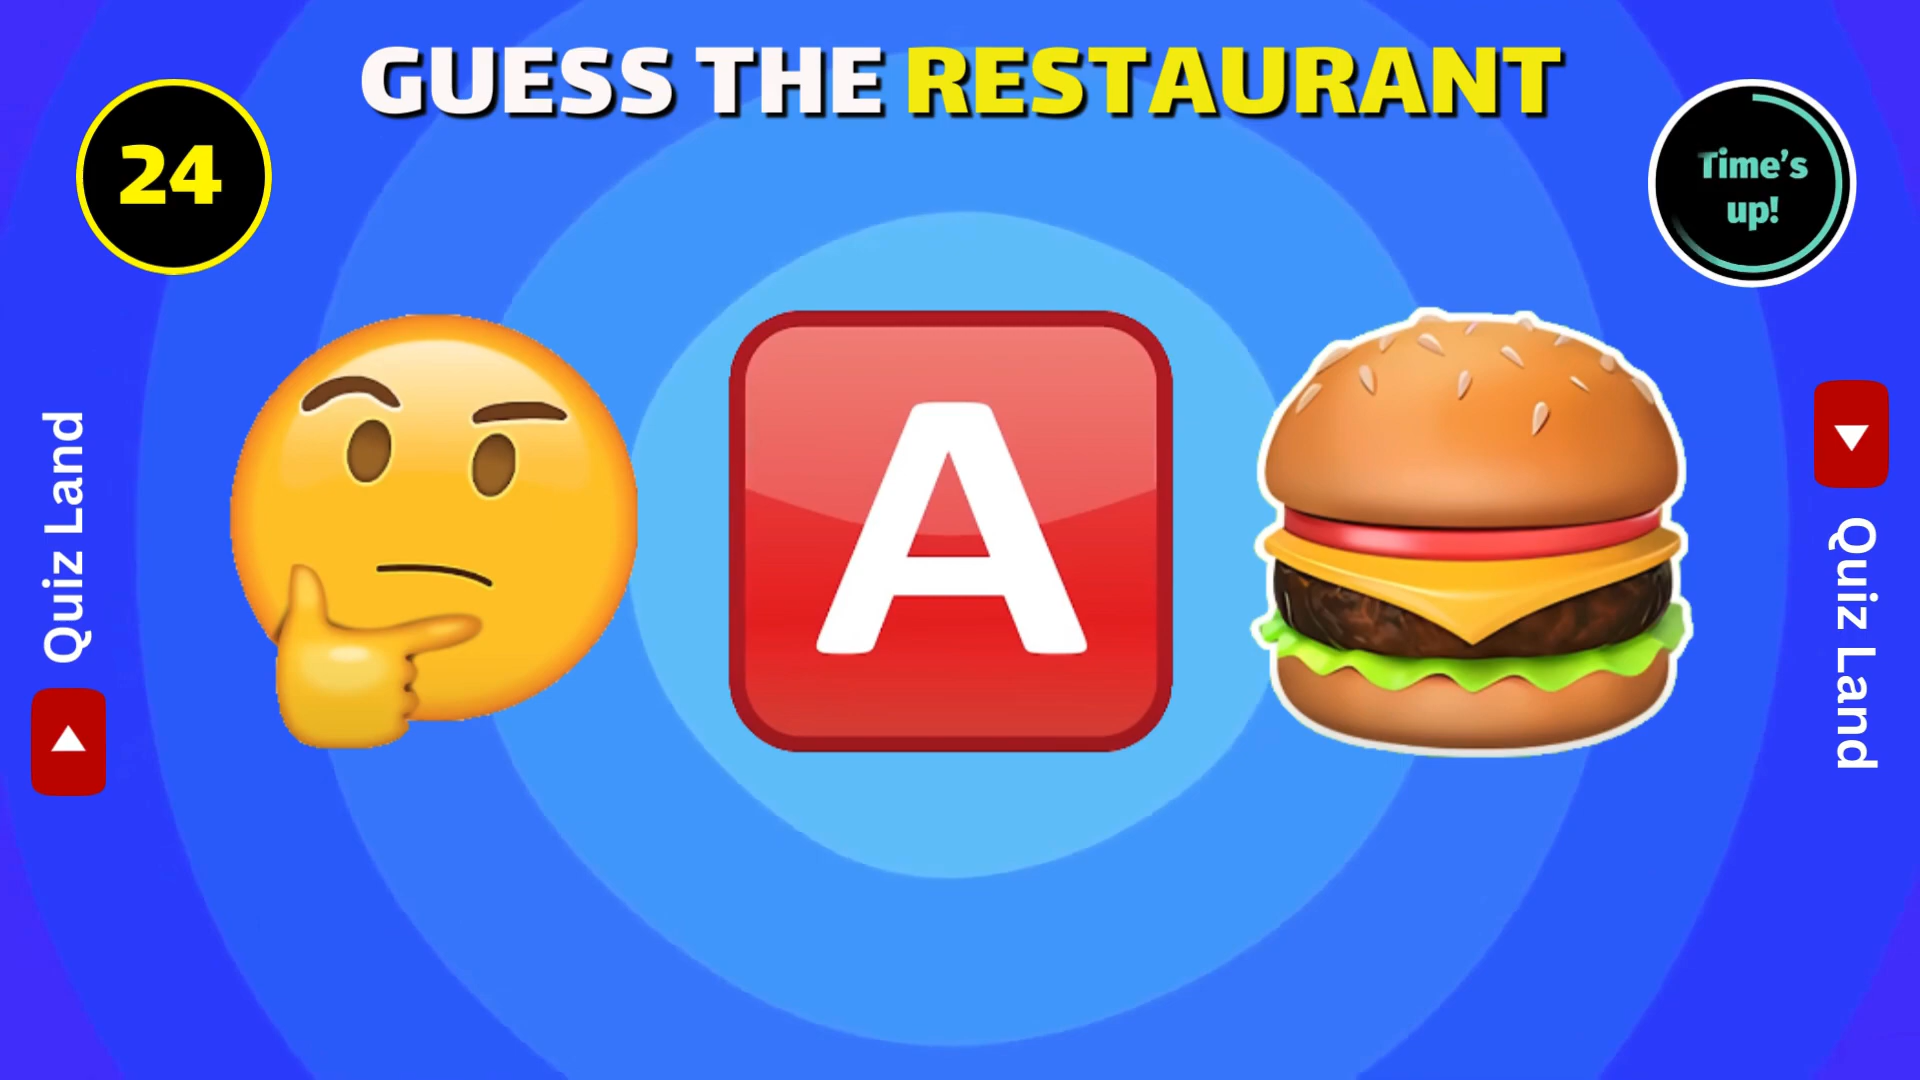 GUESS THE RESTAURANT
24
Time's
up!
A
Quiz Land
Quiz Land